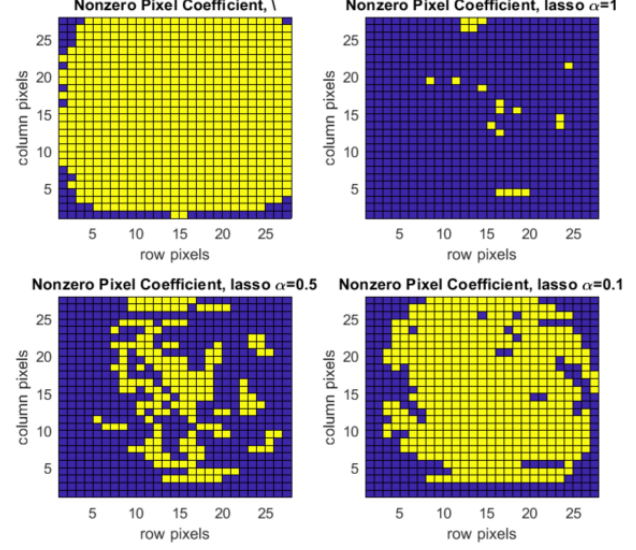 Nonzero Pixel Coefficient, \
column pixels
25
20
15
10
5
5 10 15 20 25
row pixels
Nonzero Pixel Coefficient, lasso α=1
column pixels
25
20
15
10
5
5 10 15 20 25
row pixels
Nonzero Pixel Coefficient, lasso α=0.5
column pixels
25
20
15
10
5
5 10 15 20 25
row pixels
Nonzero Pixel Coefficient, lasso α=0.1
column pixels
25
20
15
10
5
5 10 15 20 25
row pixels